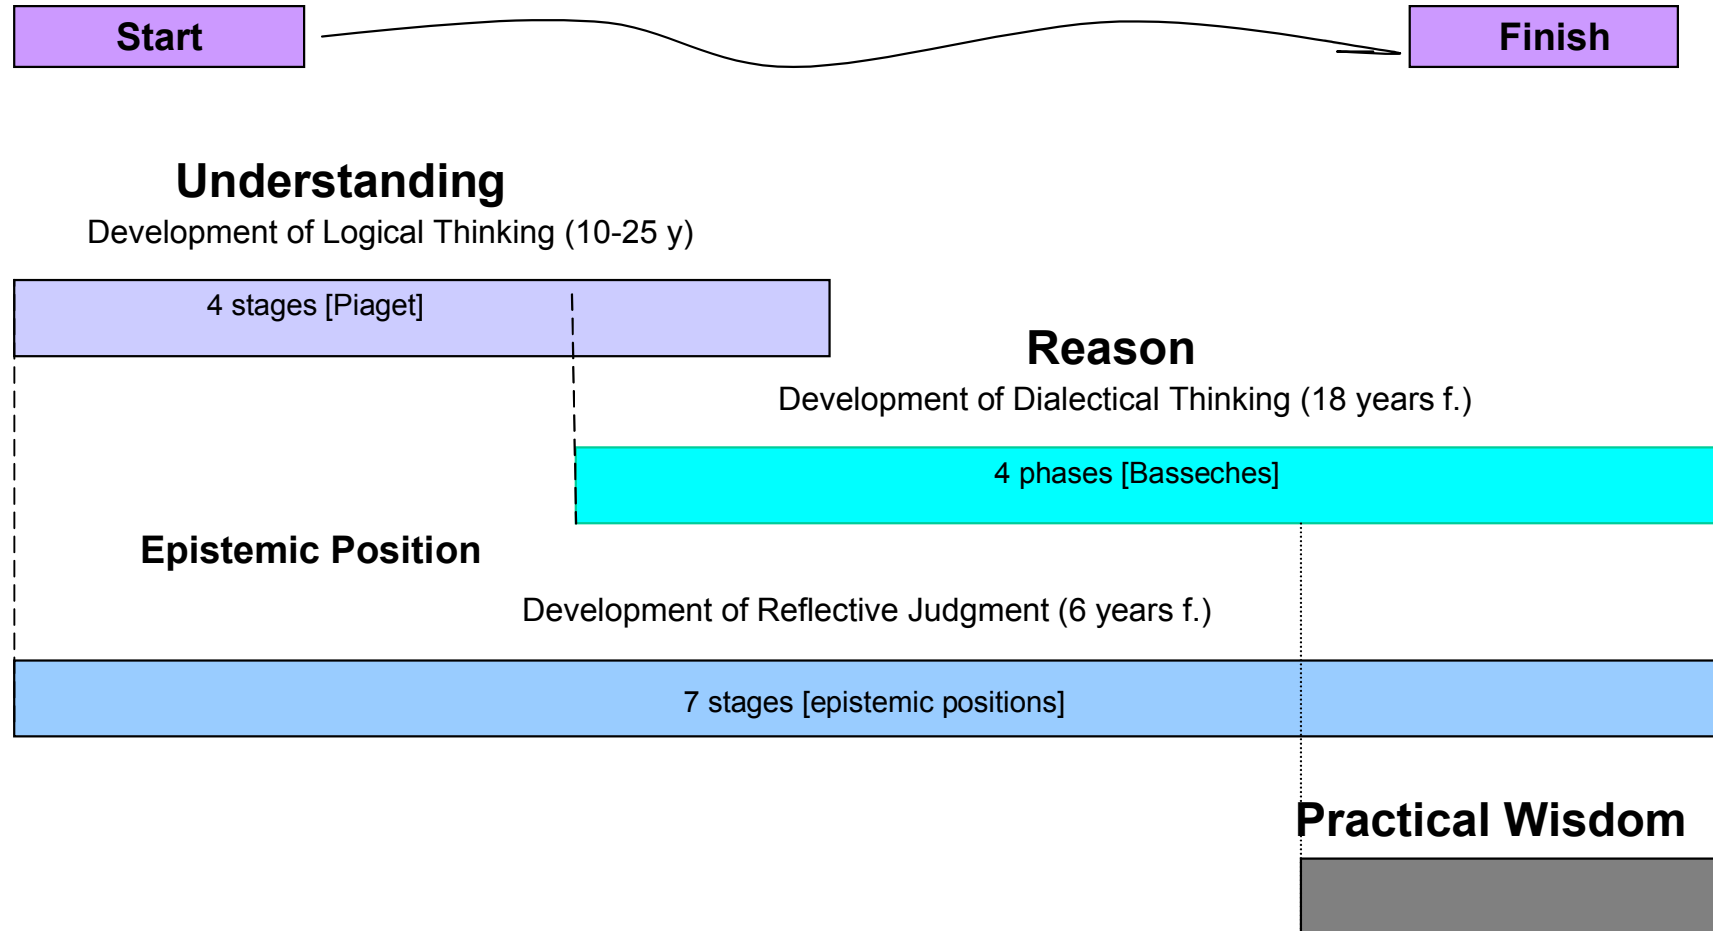 Start
Finish
Understanding
Development of Logical Thinking (10-25 y)
4 stages [Piaget]
Reason
Development of Dialectical Thinking (18 years f.)
4 phases [Basseches]
Epistemic Position
Development of Reflective Judgment (6 years f.)
7 stages [epistemic positions]
Practical Wisdom